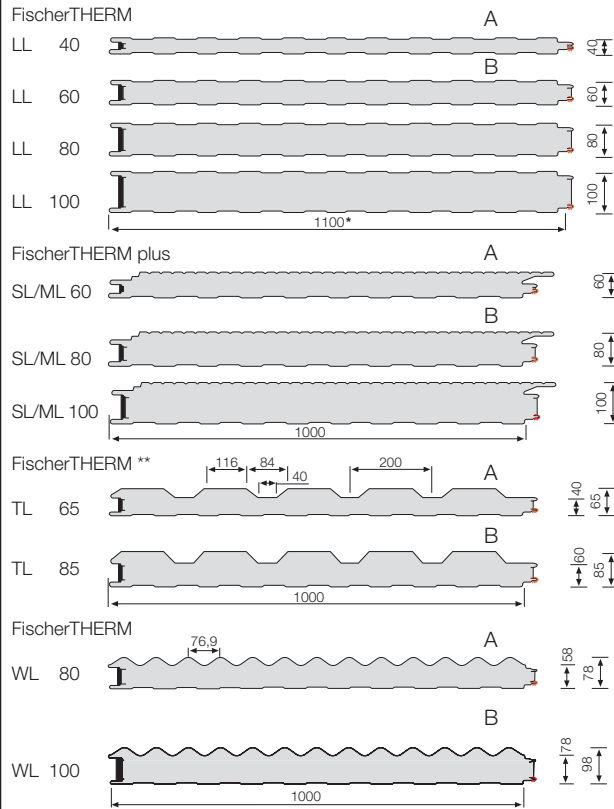 FischerTHERM
A
LL 40
40
B
LL 60
60
LL 80
80
LL 100
100
1100*
FischerTHERM plus
A
SL/ML 60
60
B
SL/ML 80
80
SL/ML 100
100
1000
FischerTHERM **
116 84 200
A
40
TL 65
40 65
B
TL 85
60 85
1000
FischerTHERM
76,9
A
WL 80
58 78
B
WL 100
78 98
1000